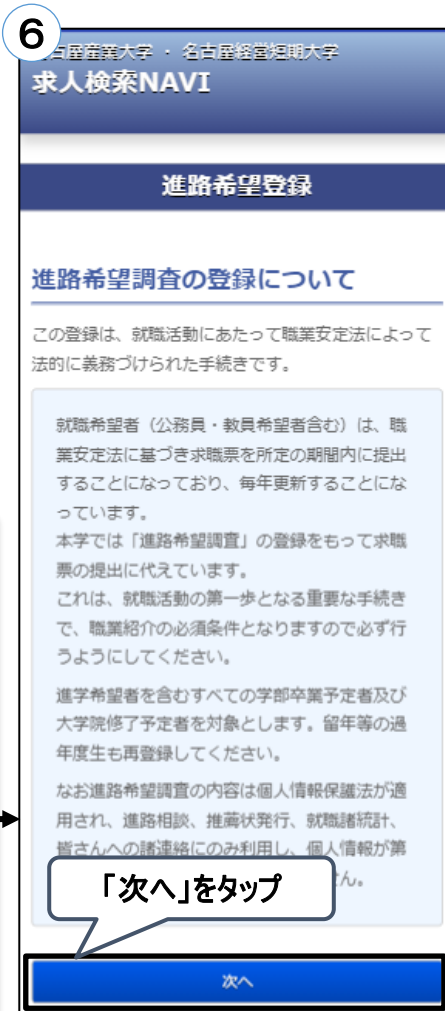 ⑥
古屋産業大学 ・ 名古屋経営短期大学
求人検索NAVI
進路希望登録
進路希望調査の登録について
この登録は、就職活動にあたって職業安定法によって
法的に義務づけられた手続きです。
就職希望者（公務員・教員希望者含む）は、職
業安定法に基づき求職票を所定の期間内に提出
することになっており、毎年更新することにな
っています。
本学では「進路希望調査」の登録をもって求職
票の提出に代えています。
これは、就職活動の第一歩となる重要な手続き
で、職業紹介の必須条件となりますので必ず行
うようにしてください。
進学希望者を含むすべての学部卒業予定者及び
大学院修了予定者を対象とします。留年等の過
年度生も再登録してください。
なお進路希望調査の内容は個人情報保護法が適
用され、進路相談、推薦状発行、就職諸統計、
皆さんへの諸連絡にのみ利用し、個人情報が第
ん。
「次へ」をタップ
次へ